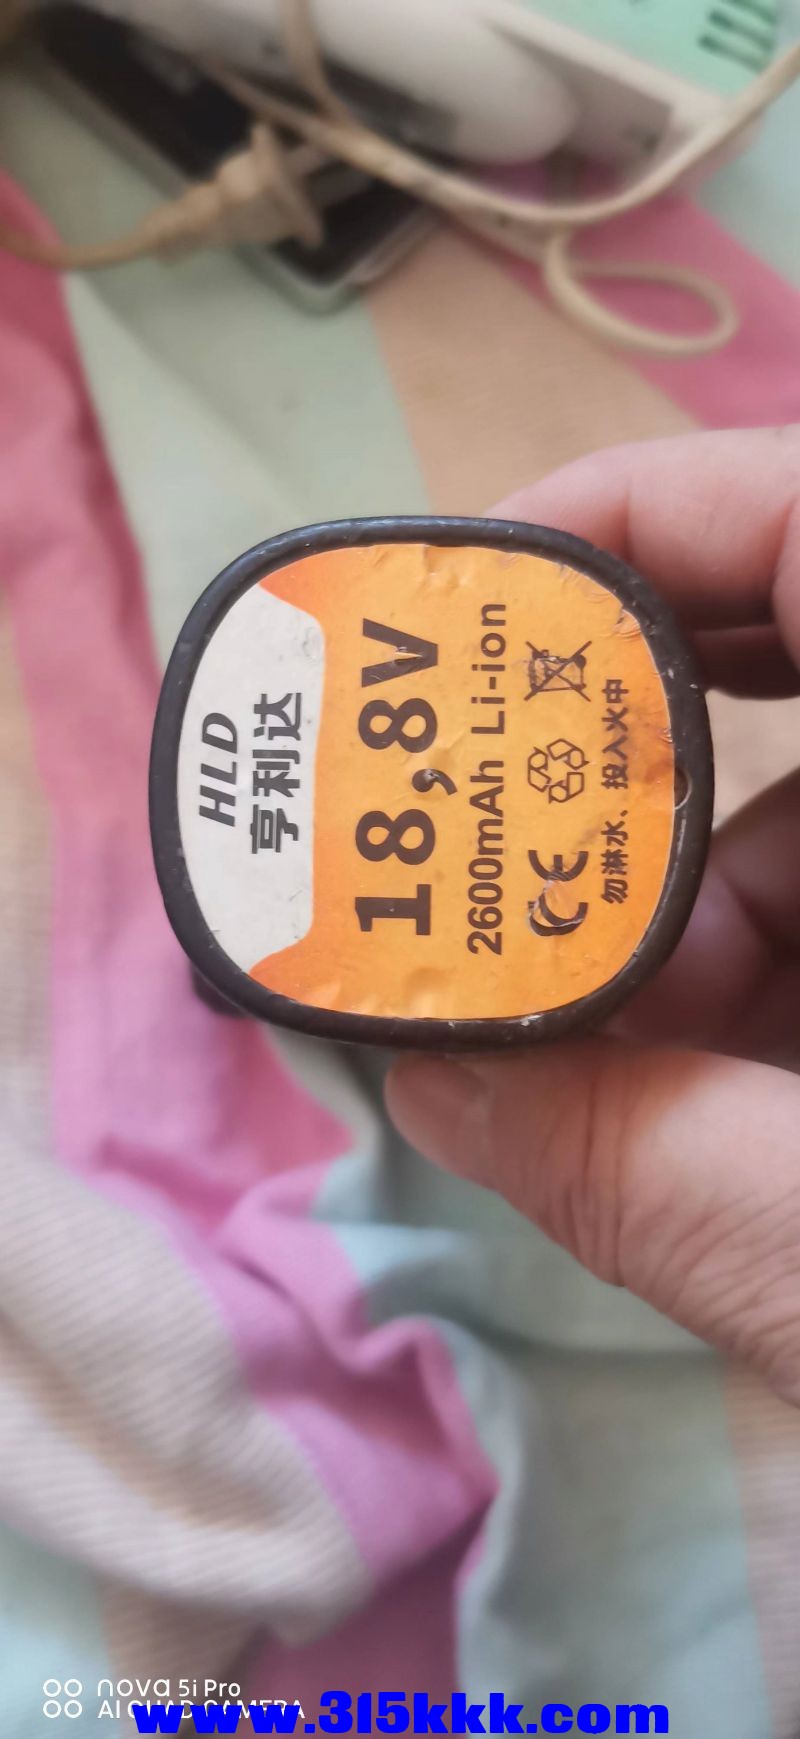 HLD
亨利达
18,8V
2600mAh Li-ion
CE
勿淋水、投入火中
nova 5i Pro
AI QUAD CAMERA
www.315kkk.com